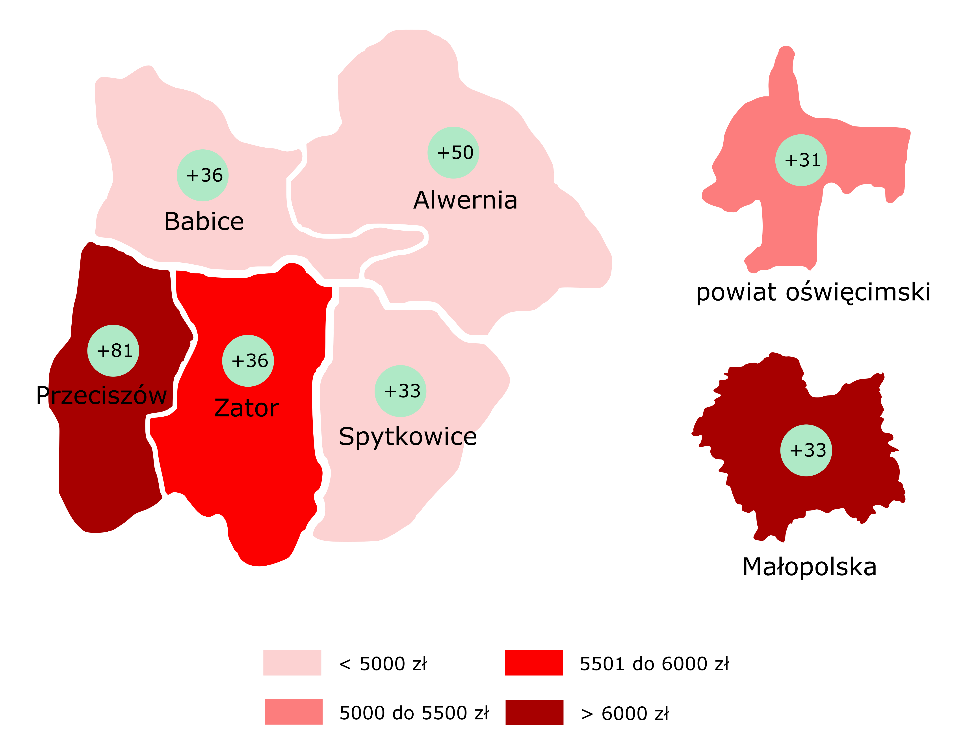 +50
+36
Alwernia
Babice
+31
powiat oświęcimski
+81
Przeciszów
+36
Zator
+33
Spytkowice
+33
Małopolska
< 5000 zł
5501 do 6000 zł
5000 do 5500 zł
> 6000 zł